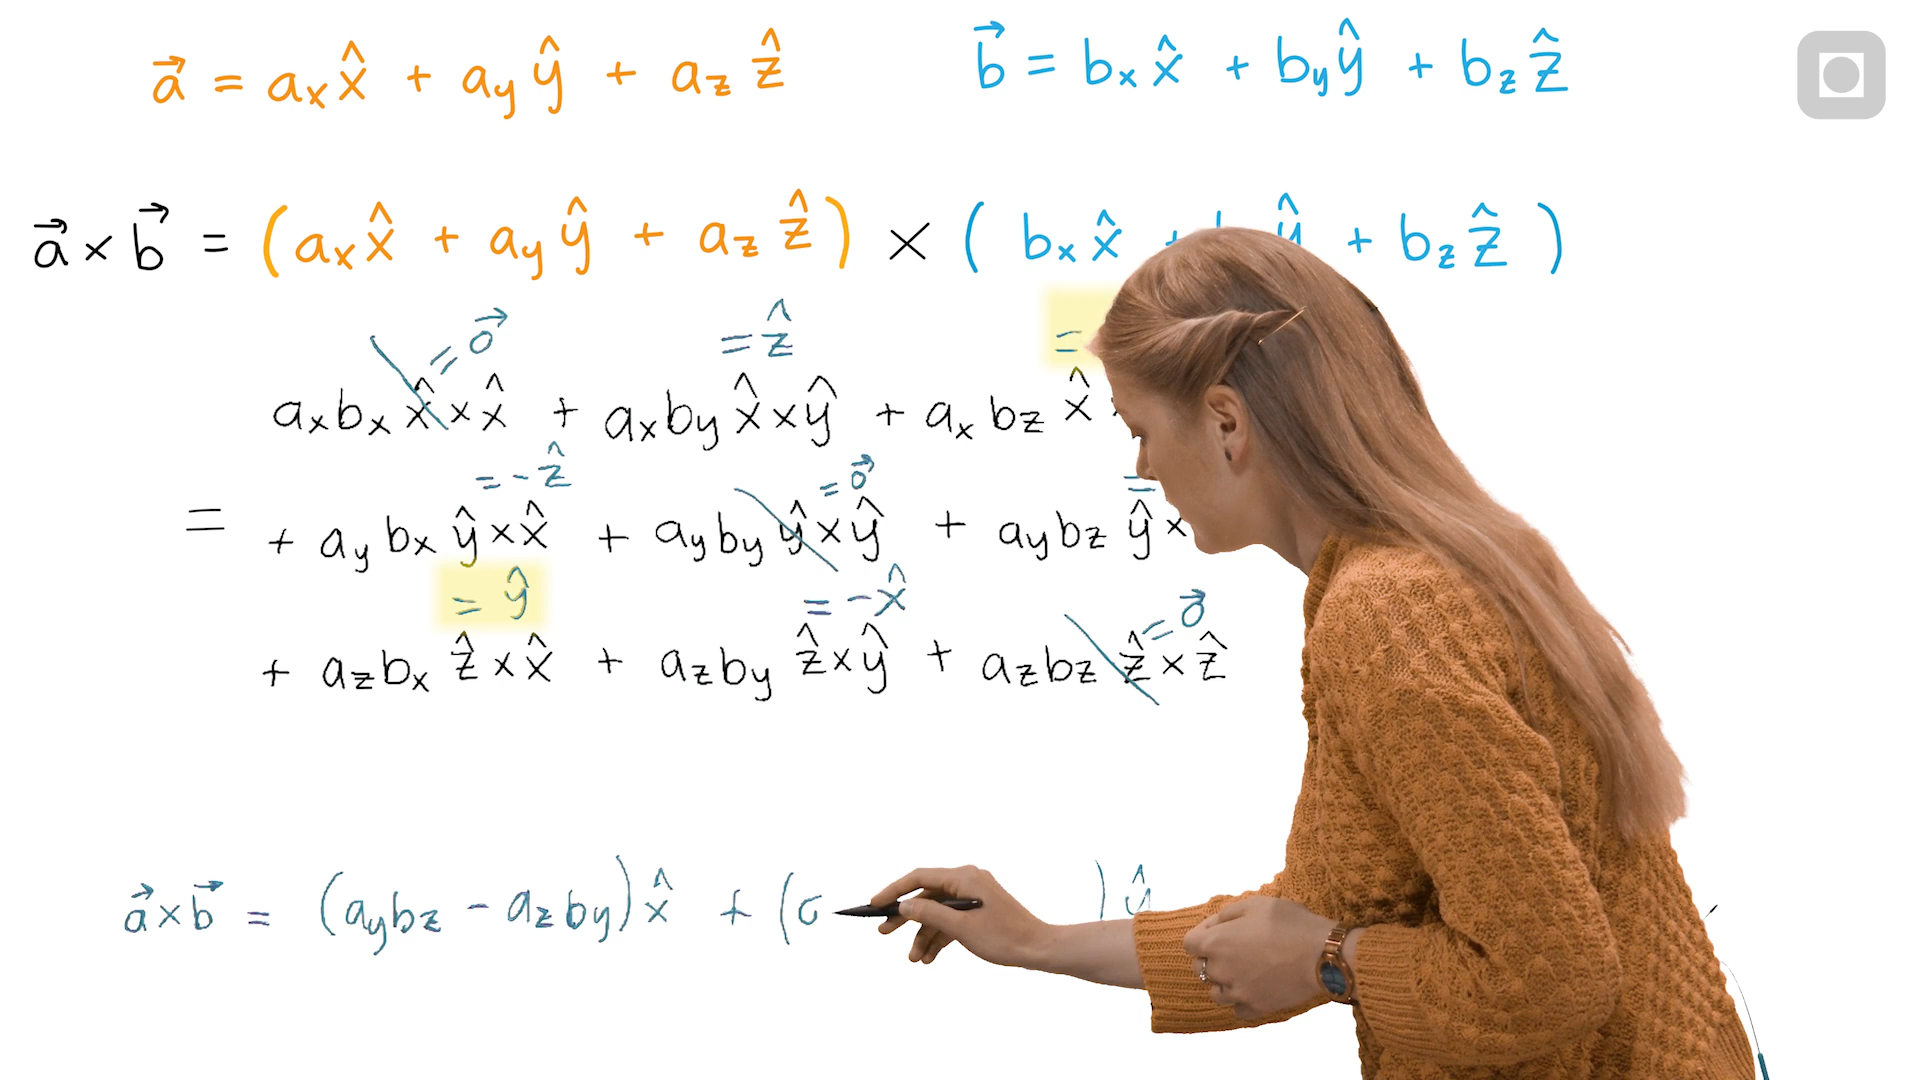 a⃗ = aₓx̂ + a_y ŷ + a_z ẑ
b⃗ = bₓx̂ + b_y ŷ + b_z ẑ
a⃗ × b⃗ = (aₓx̂ + a_y ŷ + a_z ẑ) × (bₓx̂ + ŷ + b_z ẑ)
= 0⃗ = ẑ =
aₓbₓ x̂ × x̂ + aₓb_y x̂ × ŷ + aₓb_z x̂
= -ẑ = 0⃗ =
= + a_y bₓ ŷ × x̂ + a_y b_y ŷ × ŷ + a_y b_z ŷ ×
= ŷ = -x̂ = 0⃗
+ a_z bₓ ẑ × x̂ + a_z b_y ẑ × ŷ + a_z b_z ẑ × ẑ
a⃗ × b⃗ = (a_y b_z - a_z b_y) x̂ + ( ) ŷ